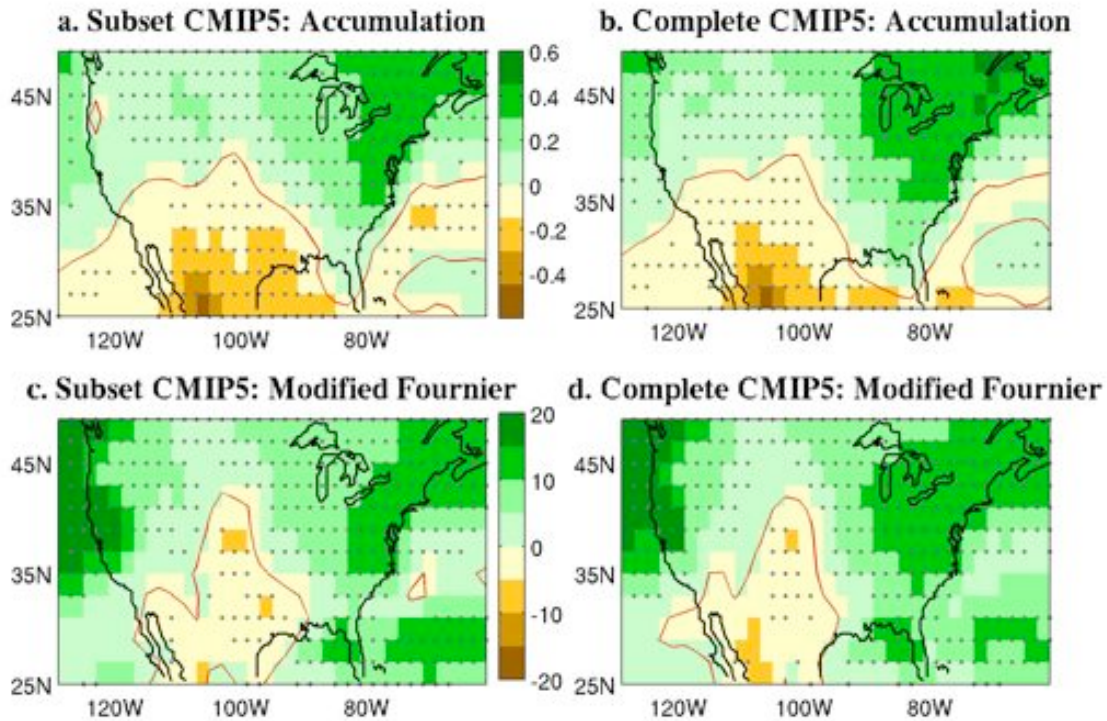 a. Subset CMIP5: Accumulation
b. Complete CMIP5: Accumulation
0.6
45N
0.4
45N
0.2
35N
0
35N
-0.2
-0.4
25N
25N
120W 100W 80W
120W 100W 80W
c. Subset CMIP5: Modified Fournier
d. Complete CMIP5: Modified Fournier
20
45N
10
45N
0
35N
35N
-10
25N
-20
25N
120W 100W 80W
120W 100W 80W